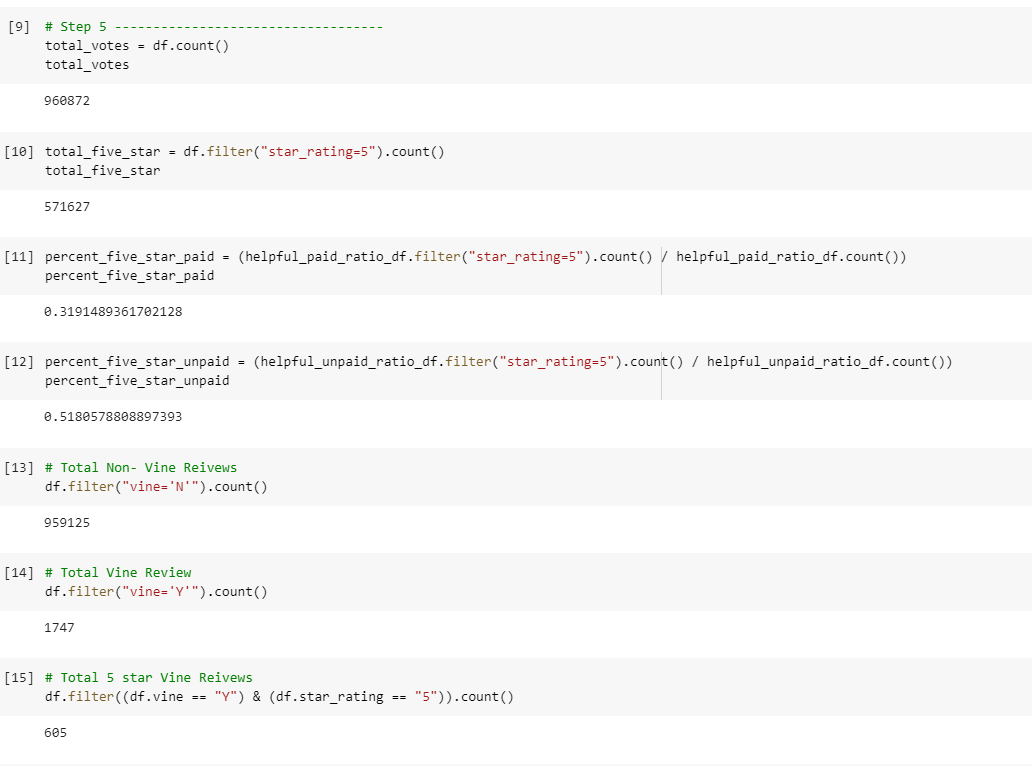 [9] # Step 5 -----------------------------------
total_votes = df.count()
total_votes
960872
[10] total_five_star = df.filter("star_rating=5").count()
total_five_star
571627
[11] percent_five_star_paid = (helpful_paid_ratio_df.filter("star_rating=5").count() / helpful_paid_ratio_df.count())
percent_five_star_paid
0.3191489361702128
[12] percent_five_star_unpaid = (helpful_unpaid_ratio_df.filter("star_rating=5").count() / helpful_unpaid_ratio_df.count())
percent_five_star_unpaid
0.5180578808897393
[13] # Total Non- Vine Reivews
df.filter("vine='N'").count()
959125
[14] # Total Vine Review
df.filter("vine='Y'").count()
1747
[15] # Total 5 star Vine Reivews
df.filter((df.vine == "Y") & (df.star_rating == "5")).count()
605